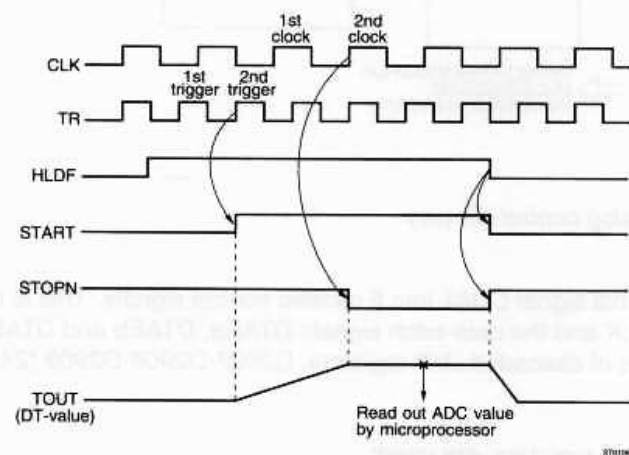 1st
clock
2nd
clock
CLK
1st
trigger
2nd
trigger
TR
HLDF
START
STOPN
TOUT
(DT-value)
Read out ADC value
by microprocessor